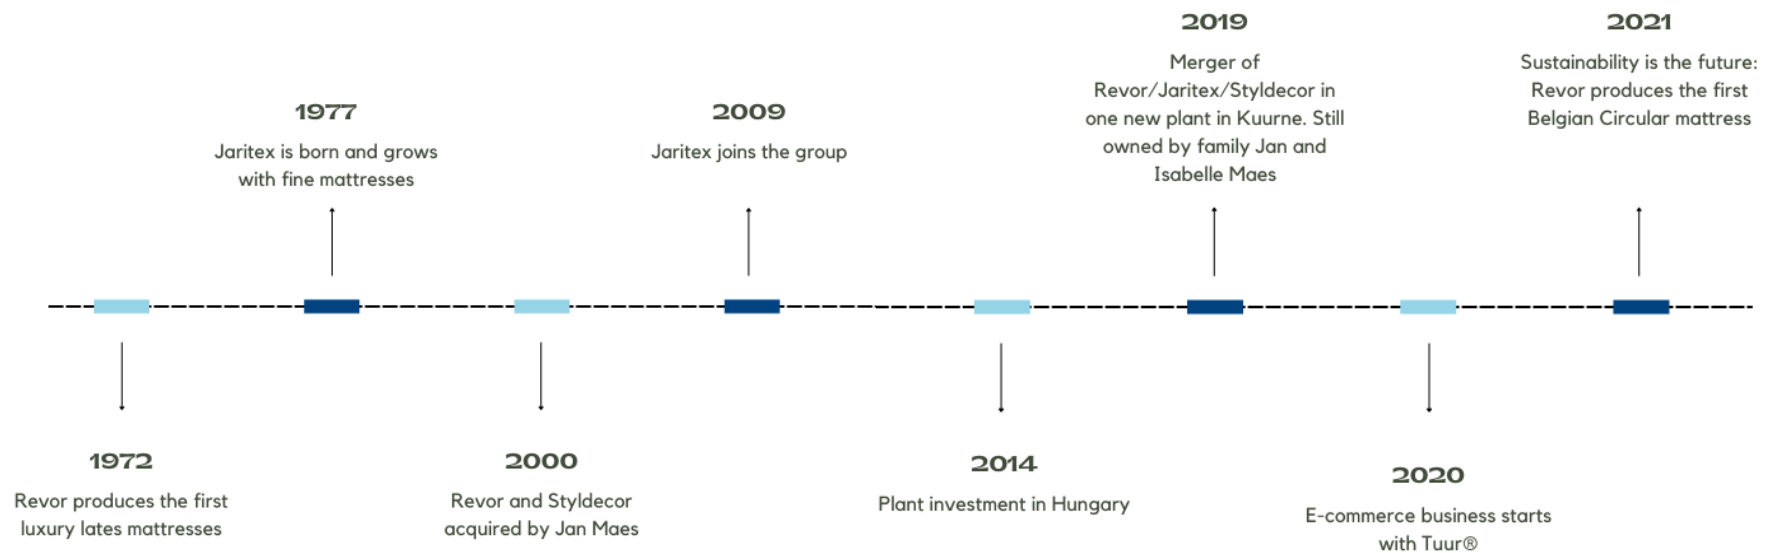 1972
Revor produces the first
luxury lates mattresses
1977
Jaritex is born and grows
with fine mattresses
2000
Revor and Styldecor
acquired by Jan Maes
2009
Jaritex joins the group
2014
Plant investment in Hungary
2019
Merger of
Revor/Jaritex/Styldecor in
one new plant in Kuurne. Still
owned by family Jan and
Isabelle Maes
2020
E-commerce business starts
with Tuur®
2021
Sustainability is the future:
Revor produces the first
Belgian Circular mattress